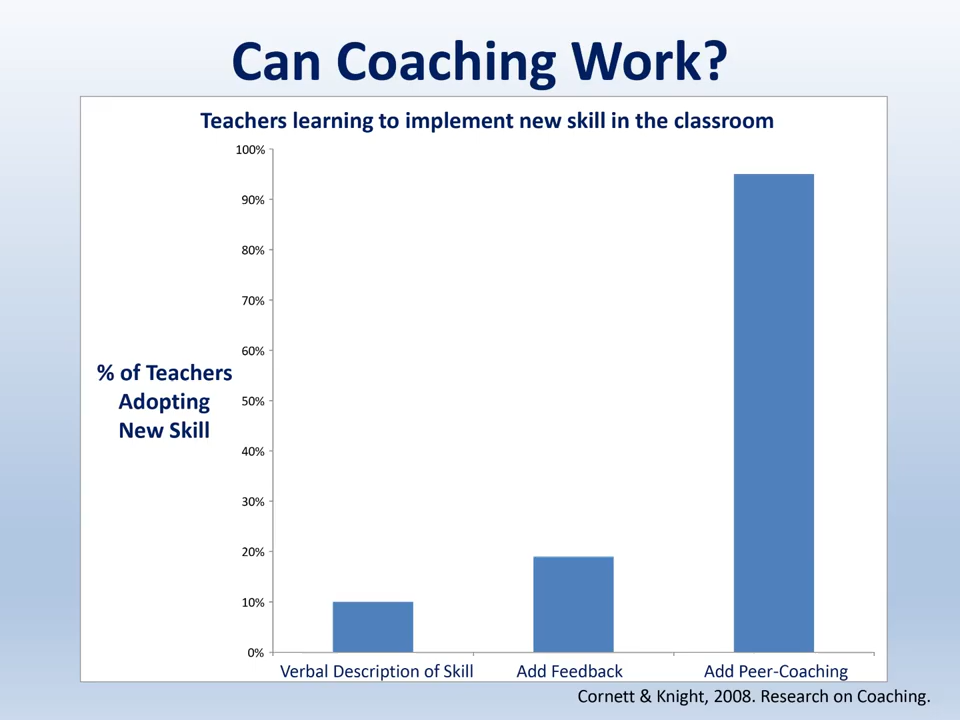 Can Coaching Work?
Teachers learning to implement new skill in the classroom
100%
90%
80%
70%
60%
50%
40%
30%
20%
10%
0%
% of Teachers
Adopting
New Skill
Verbal Description of Skill
Add Feedback
Add Peer-Coaching
Cornett & Knight, 2008. Research on Coaching.